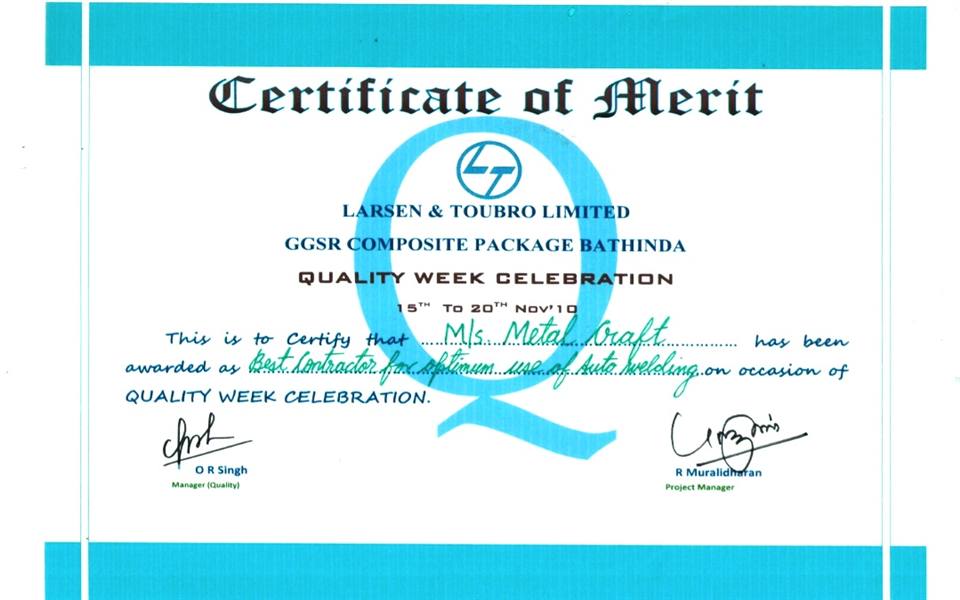 Certificate of Merit
LT
LARSEN & TOUBRO LIMITED
GGSR COMPOSITE PACKAGE BATHINDA
QUALITY WEEK CELEBRATION
15TH To 20TH Nov'10
This is to Certify that ...M/s. Metal Craft................ has been
awarded as Best Contractor for optimum use of Auto Welding on occasion of
QUALITY WEEK CELEBRATION.
O R Singh
Manager (Quality)
R Muralidharan
Project Manager